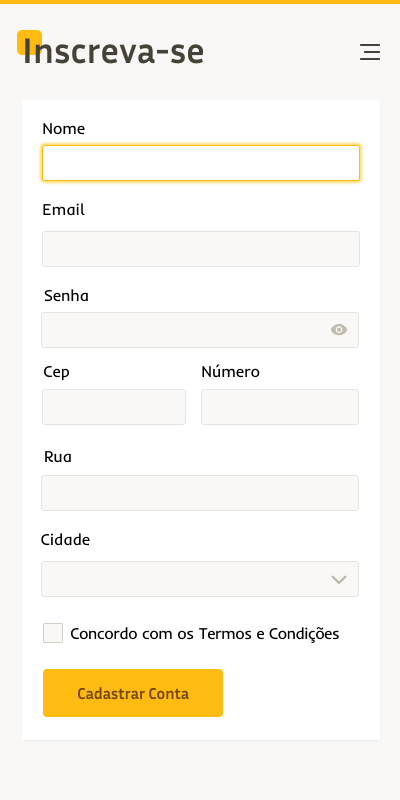 Inscreva-se
Nome
Email
Senha
Cep Número
Rua
Cidade
Concordo com os Termos e Condições
Cadastrar Conta